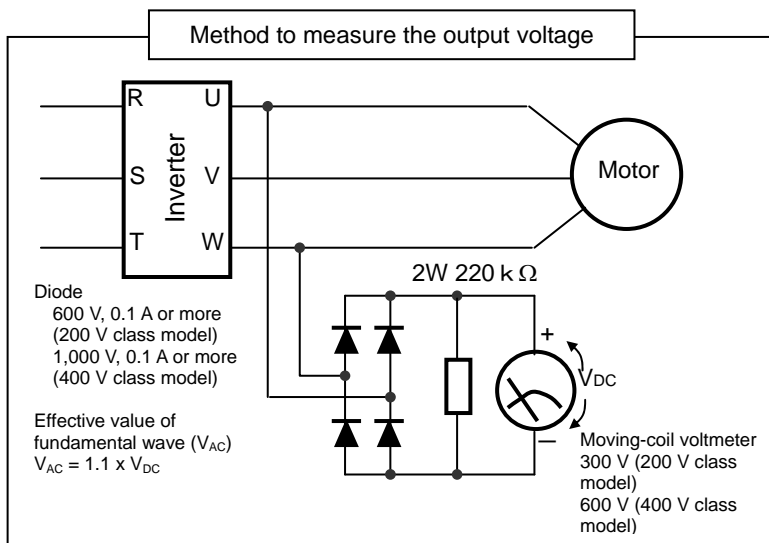 Method to measure the output voltage
R
U
S
V
T
W
Inverter
Motor
2W 220 k Ω
Diode
600 V, 0.1 A or more
(200 V class model)
1,000 V, 0.1 A or more
(400 V class model)
Effective value of
fundamental wave (VAC)
VAC = 1.1 x VDC
+
VDC
–
Moving-coil voltmeter
300 V (200 V class
model)
600 V (400 V class
model)